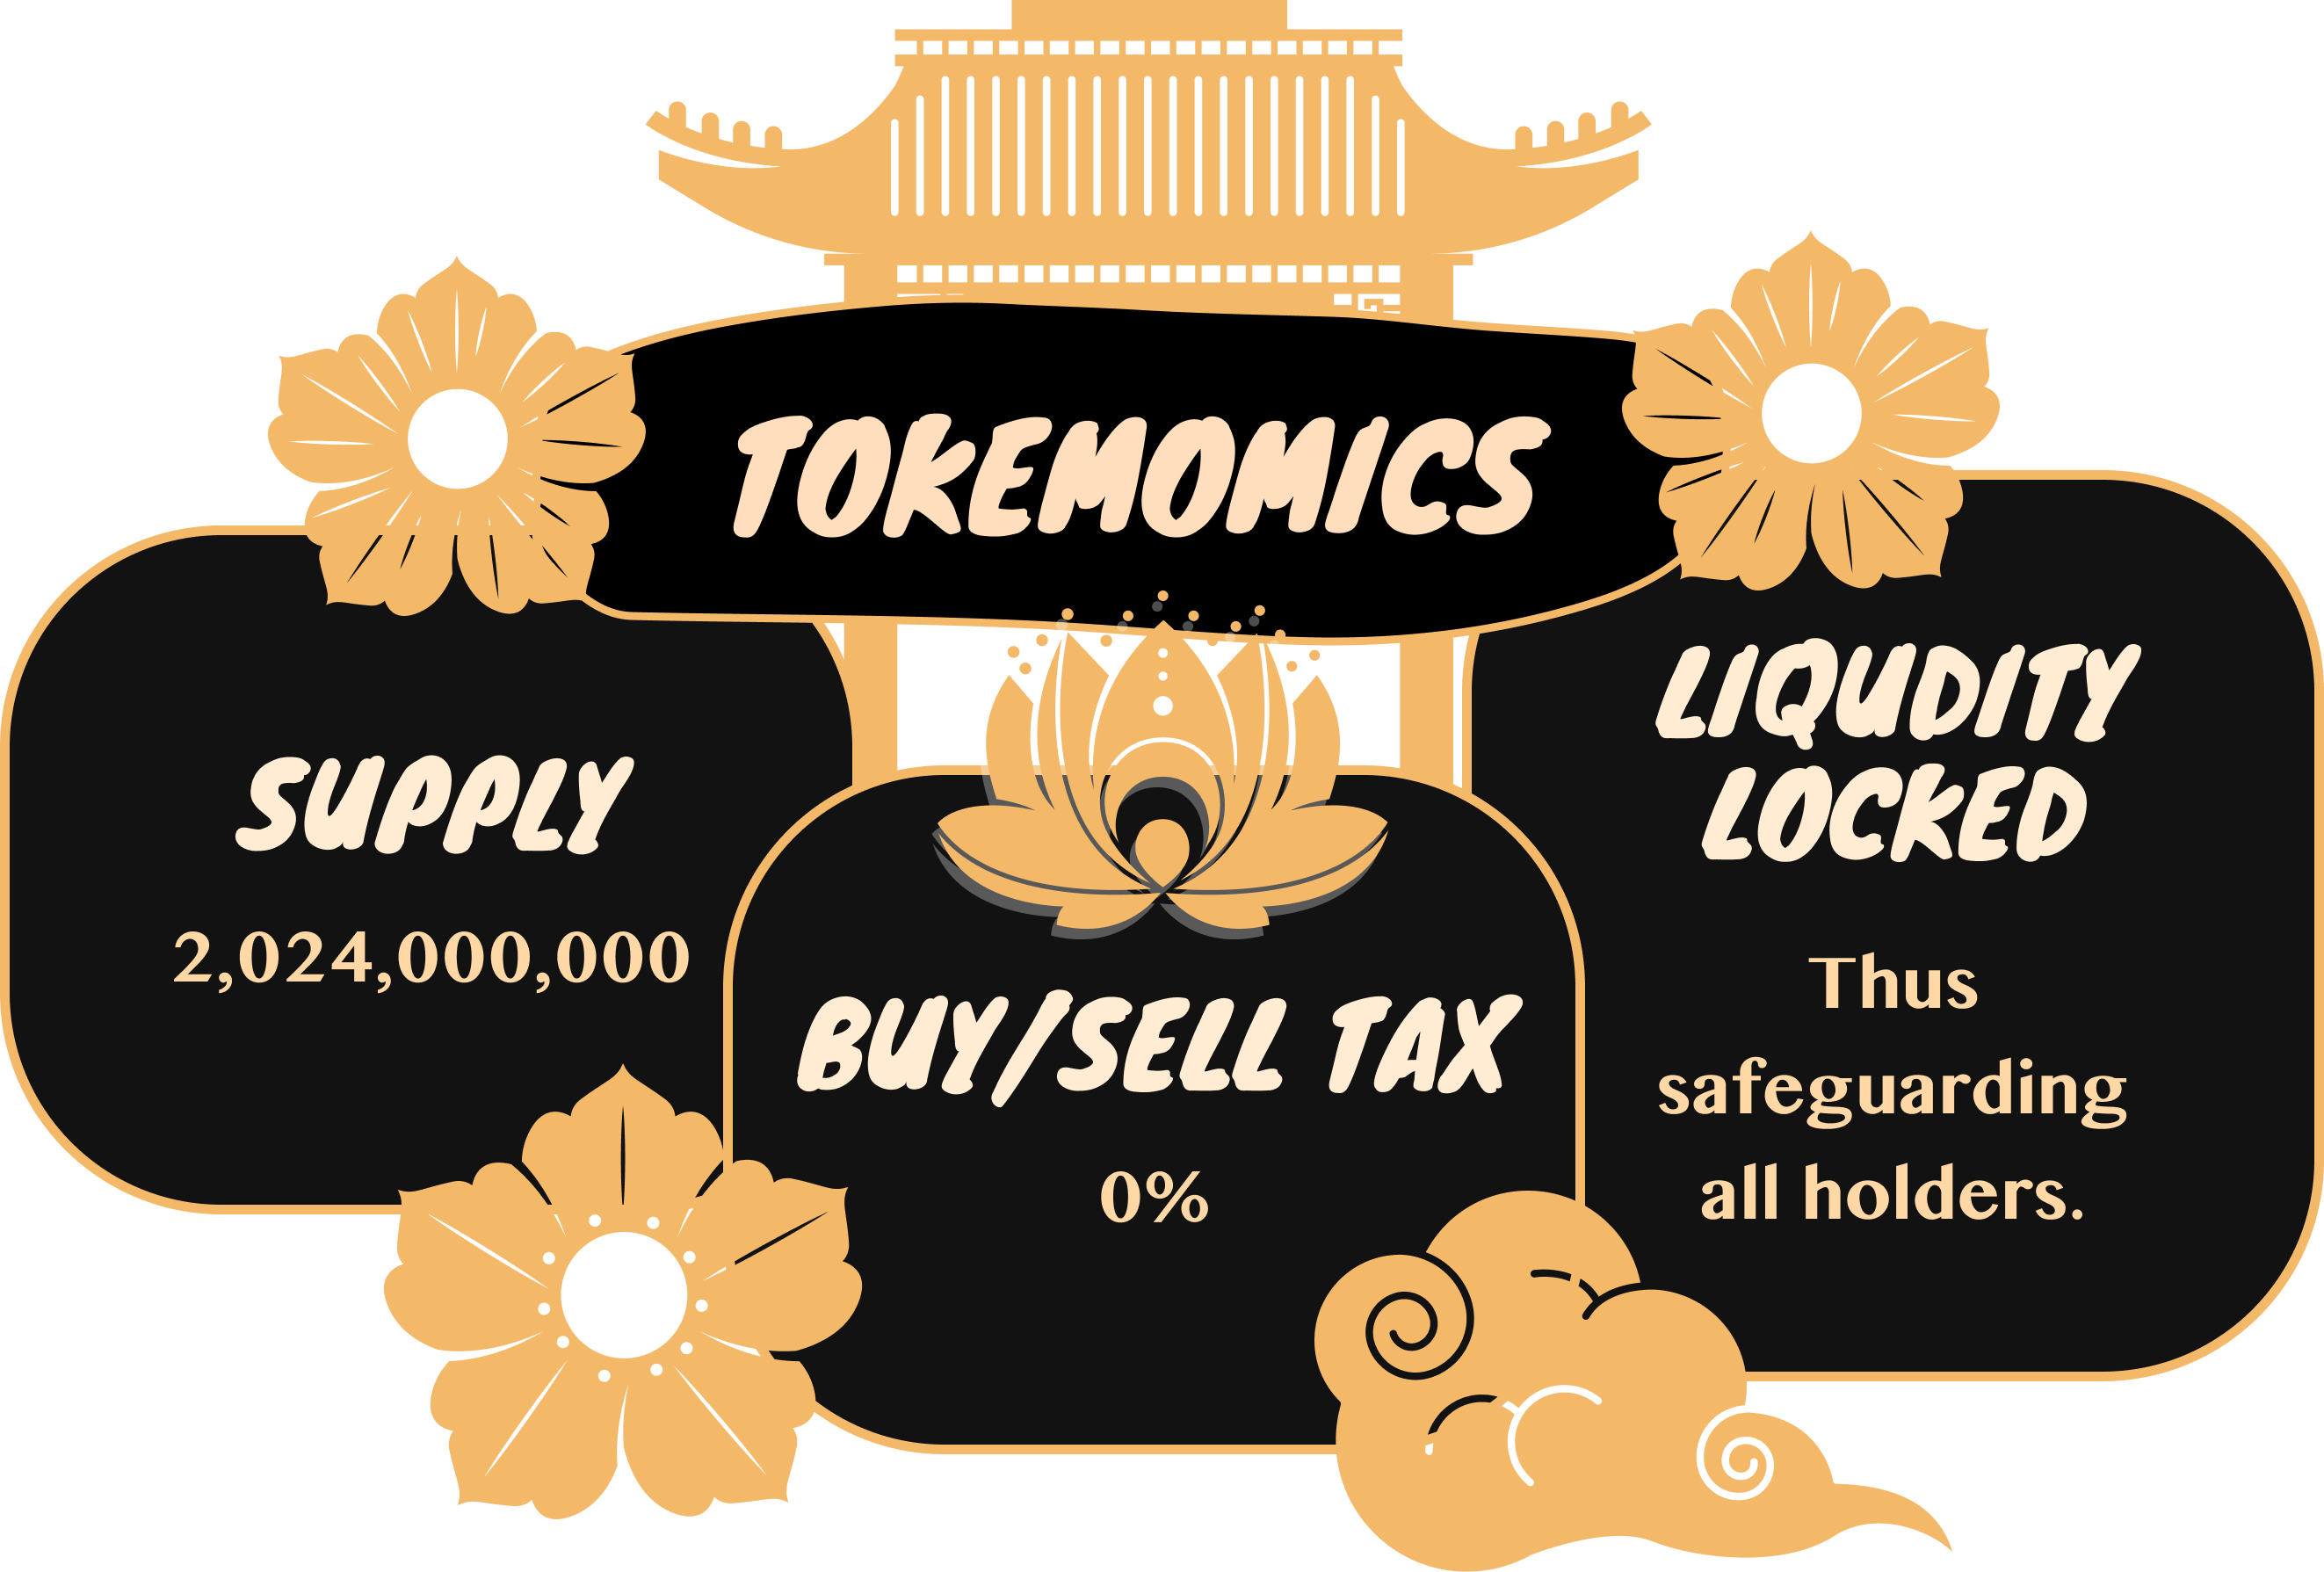 TOKEMOMICS
SUPPLY
2,024,000,000
BUY/SELL TAX
0%
LIQUDITY
LOCKED
Thus
safeguarding
all holders.